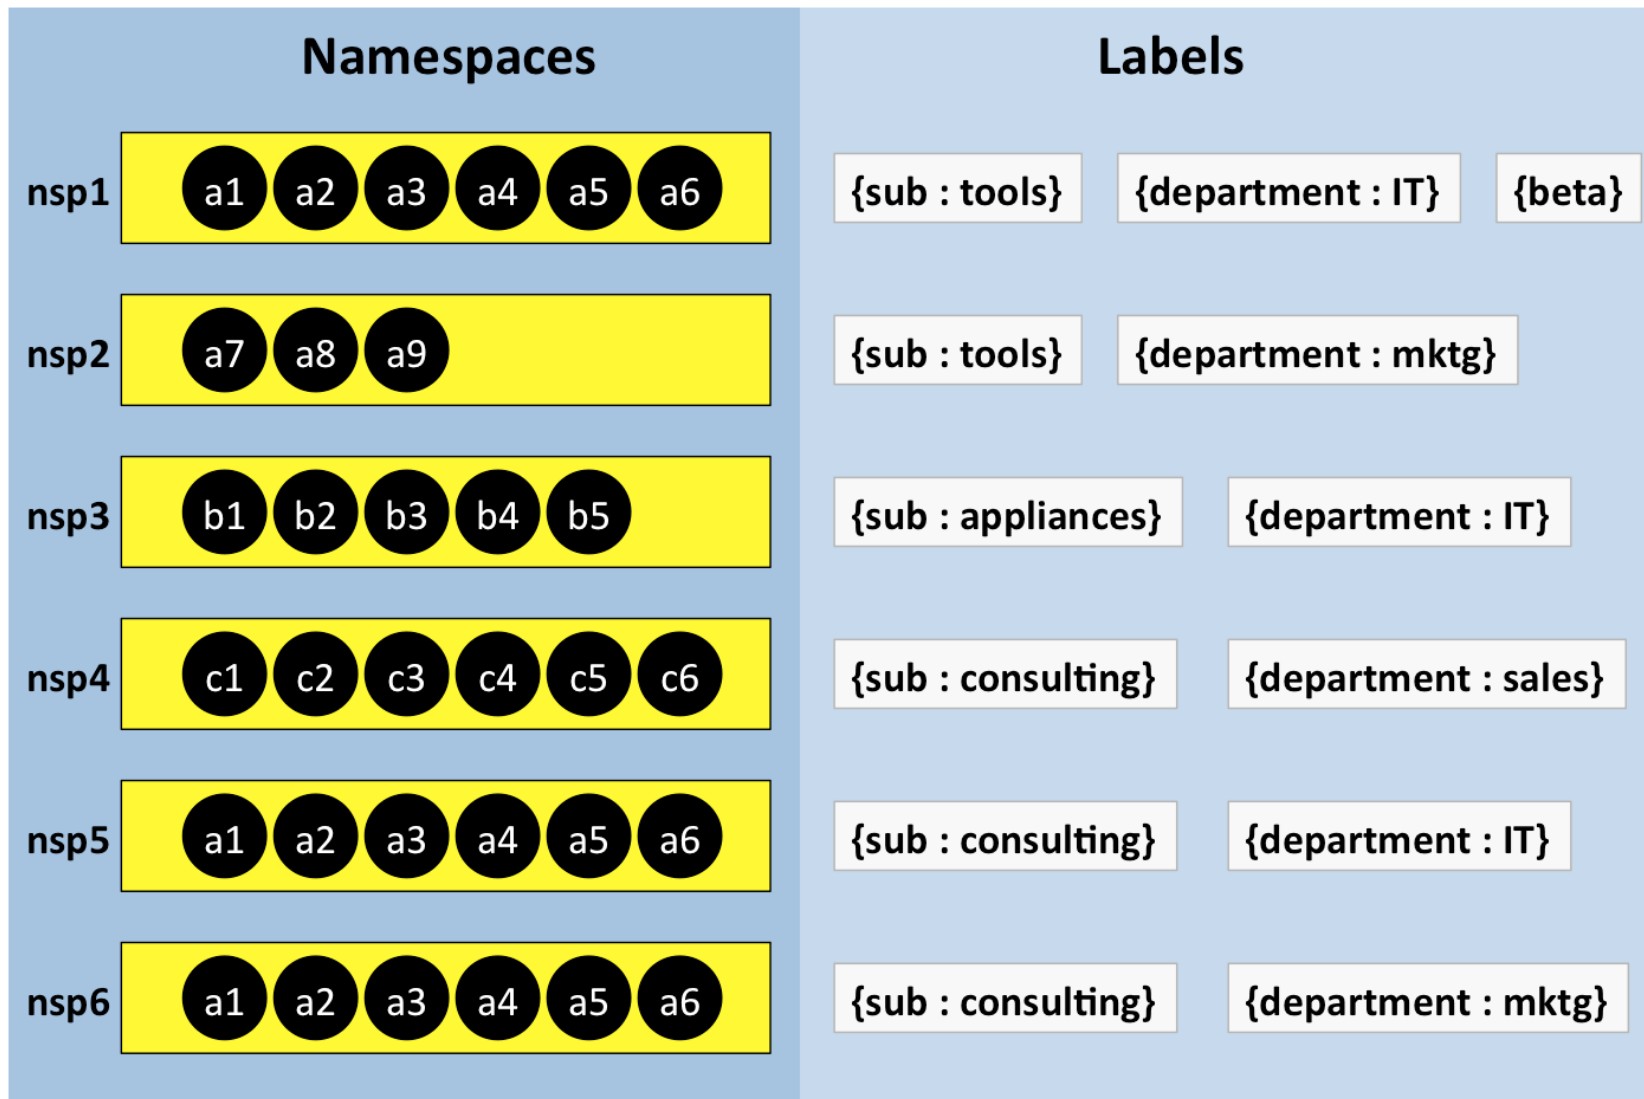 Namespaces Labels
nsp1 a1 a2 a3 a4 a5 a6 {sub : tools} {department : IT} {beta}
nsp2 a7 a8 a9 {sub : tools} {department : mktg}
nsp3 b1 b2 b3 b4 b5 {sub : appliances} {department : IT}
nsp4 c1 c2 c3 c4 c5 c6 {sub : consulting} {department : sales}
nsp5 a1 a2 a3 a4 a5 a6 {sub : consulting} {department : IT}
nsp6 a1 a2 a3 a4 a5 a6 {sub : consulting} {department : mktg}